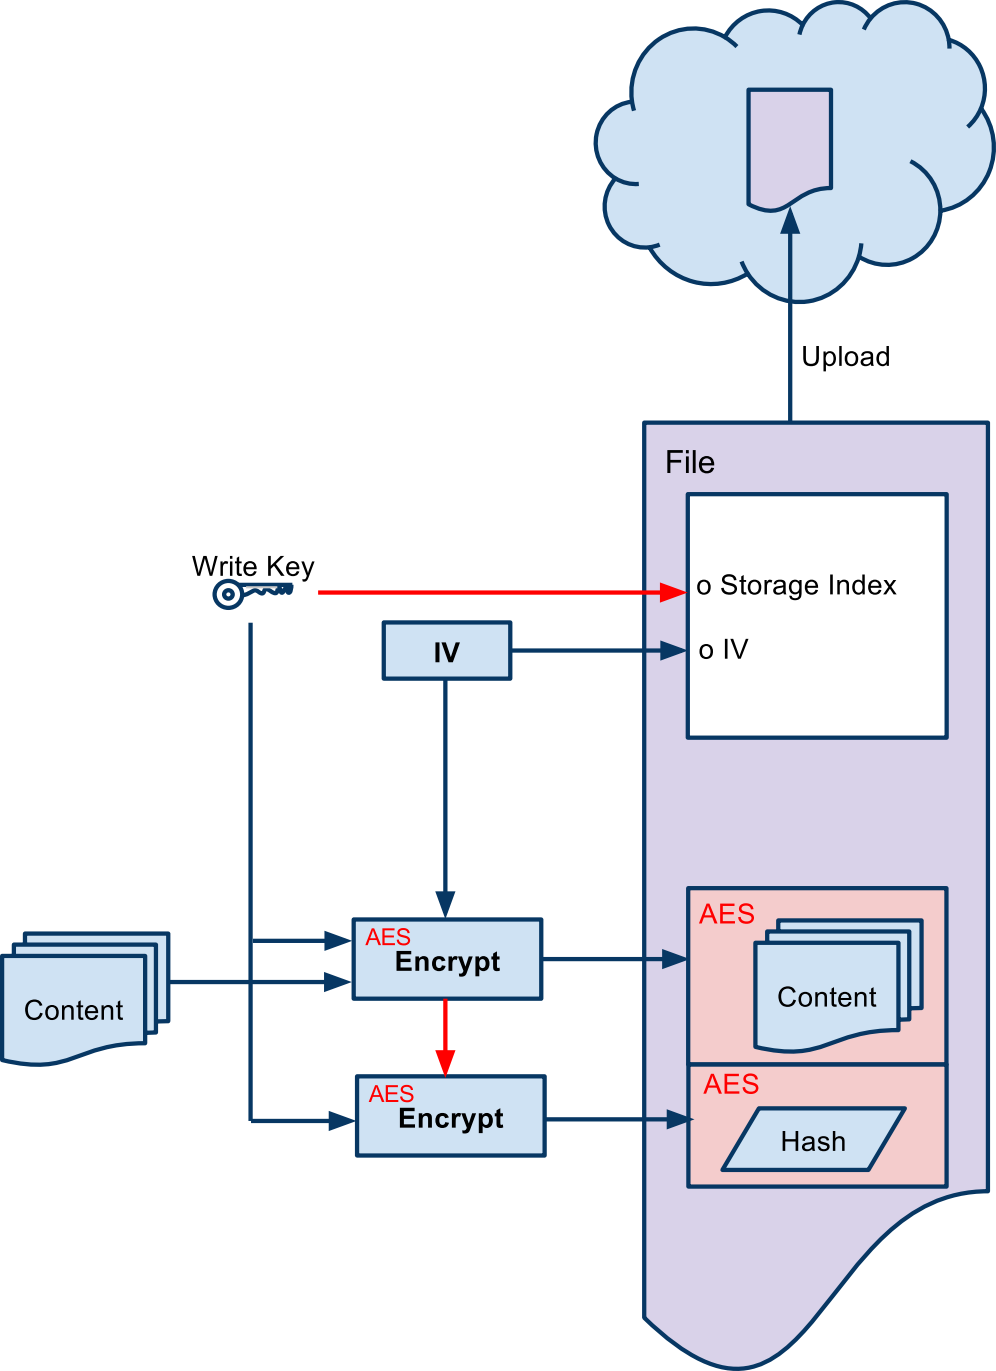 Upload
File
Write Key
o Storage Index
IV
o IV
AES
Encrypt
AES
Content
Content
AES
Encrypt
AES
Hash